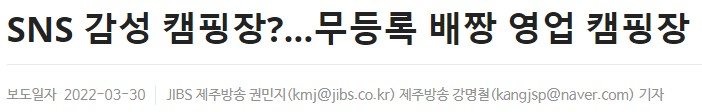 SNS 감성 캠핑장?...무등록 배짱 영업 캠핑장
보도일자 2022-03-30 JIBS 제주방송 권민지(kmj@jibs.co.kr) 제주방송 강명철(kangjsp@naver.com) 기자